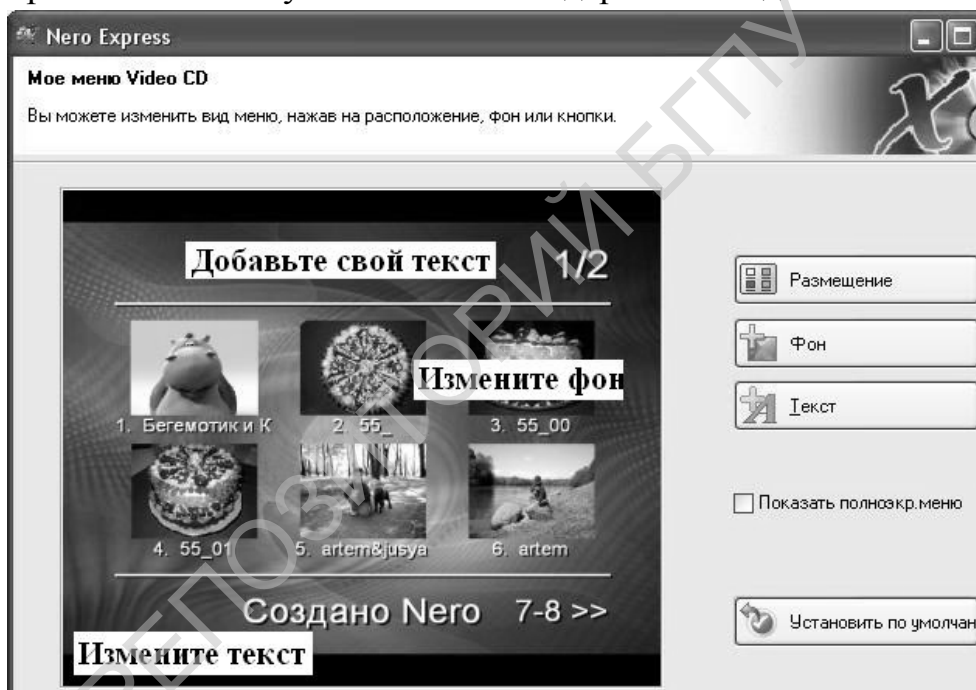 Nero Express
Мое меню Video CD
Вы можете изменить вид меню, нажав на расположение, фон или кнопки.
Добавьте свой текст 1/2
Размещение
Фон
Измените фон
Текст
1. Бегемотик и К 2. 55_ 3. 55_00
Показать полноэкр.меню
4. 55_01 5. artem&jusya 6. artem
Создано Nero 7-8 >>
Установить по умолчан
Измените текст
РЕПОЗИТОРИЙ БГПУ